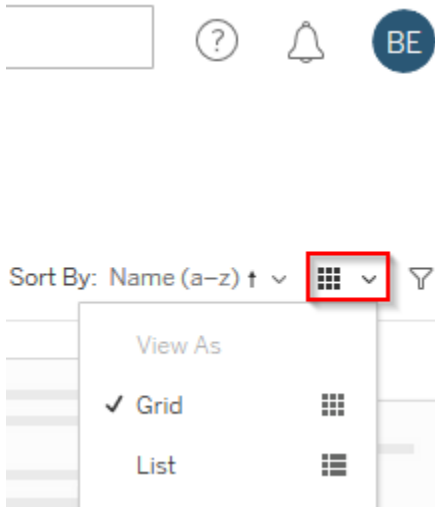 ?
BE
Sort By: Name (a–z) ↑
View As
✓ Grid
List